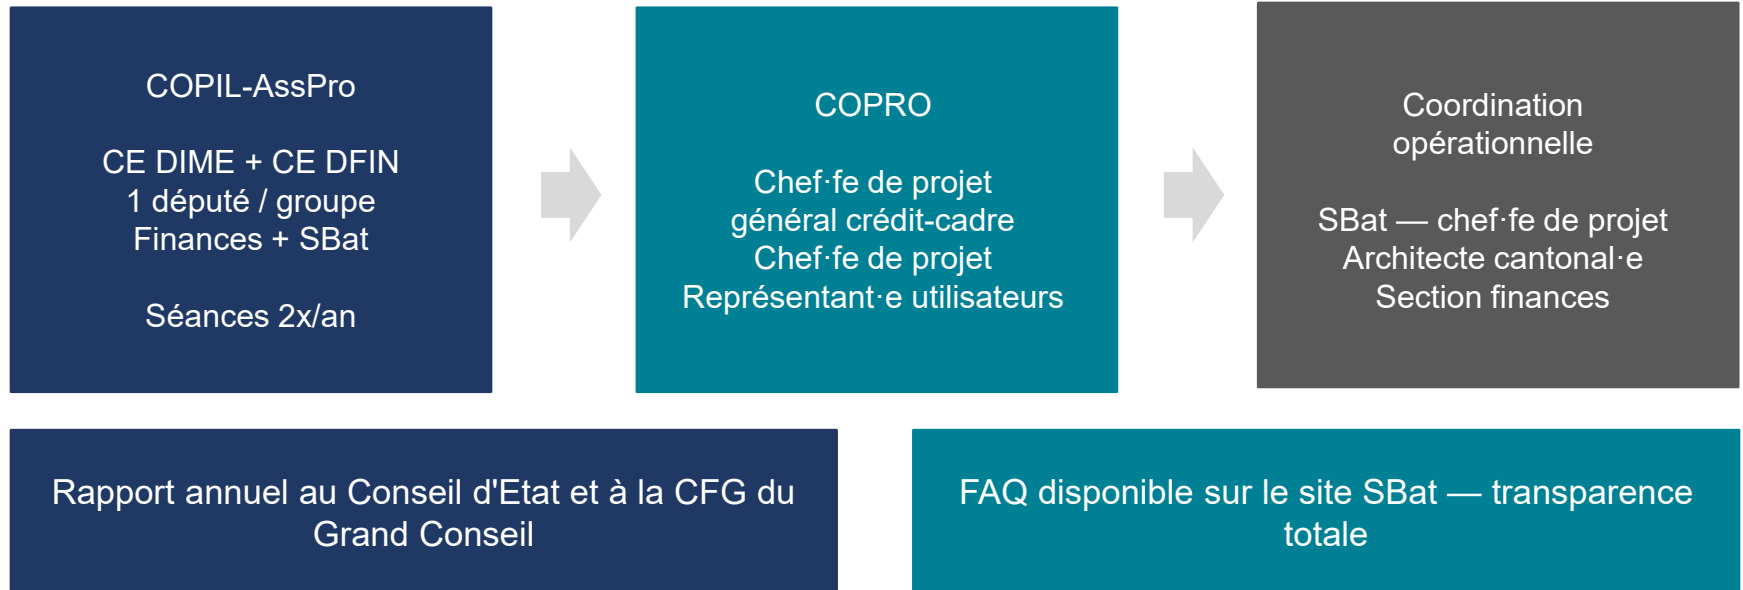 COPIL-AssPro
CE DIME + CE DFIN
1 député / groupe
Finances + SBat
Séances 2x/an
COPRO
Chef·fe de projet
général crédit-cadre
Chef·fe de projet
Représentant·e utilisateurs
Coordination
opérationnelle
SBat — chef·fe de projet
Architecte cantonal·e
Section finances
Rapport annuel au Conseil d'Etat et à la CFG du
Grand Conseil
FAQ disponible sur le site SBat — transparence
totale